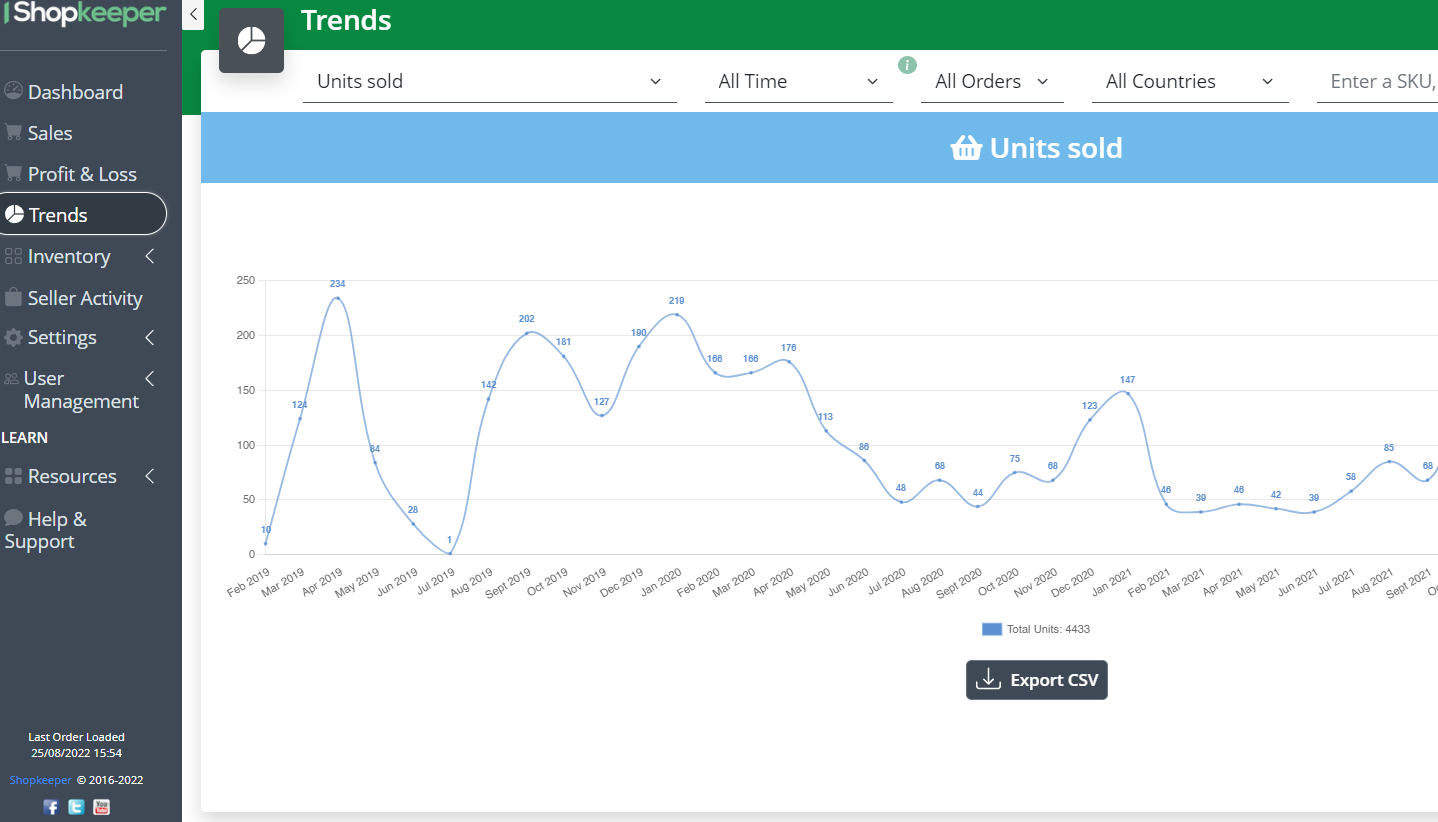 Shopkeeper
Trends
Dashboard
Sales
Profit & Loss
Trends
Inventory
Seller Activity
Settings
User
Management
LEARN
Resources
Help &
Support
Last Order Loaded
25/08/2022 15:54
Shopkeeper © 2016-2022
Units sold
All Time
i
All Orders
All Countries
Enter a SKU,
Units sold
250
200
150
100
50
0
10
124
234
84
28
1
142
202
181
127
190
219
166
166
176
113
86
48
68
44
75
68
123
147
46
39
46
42
39
58
85
68
Feb 2019
Mar 2019
Apr 2019
May 2019
Jun 2019
Jul 2019
Aug 2019
Sept 2019
Oct 2019
Nov 2019
Dec 2019
Jan 2020
Feb 2020
Mar 2020
Apr 2020
May 2020
Jun 2020
Jul 2020
Aug 2020
Sept 2020
Oct 2020
Nov 2020
Dec 2020
Jan 2021
Feb 2021
Mar 2021
Apr 2021
May 2021
Jun 2021
Jul 2021
Aug 2021
Sept 2021
Total Units: 4433
Export CSV